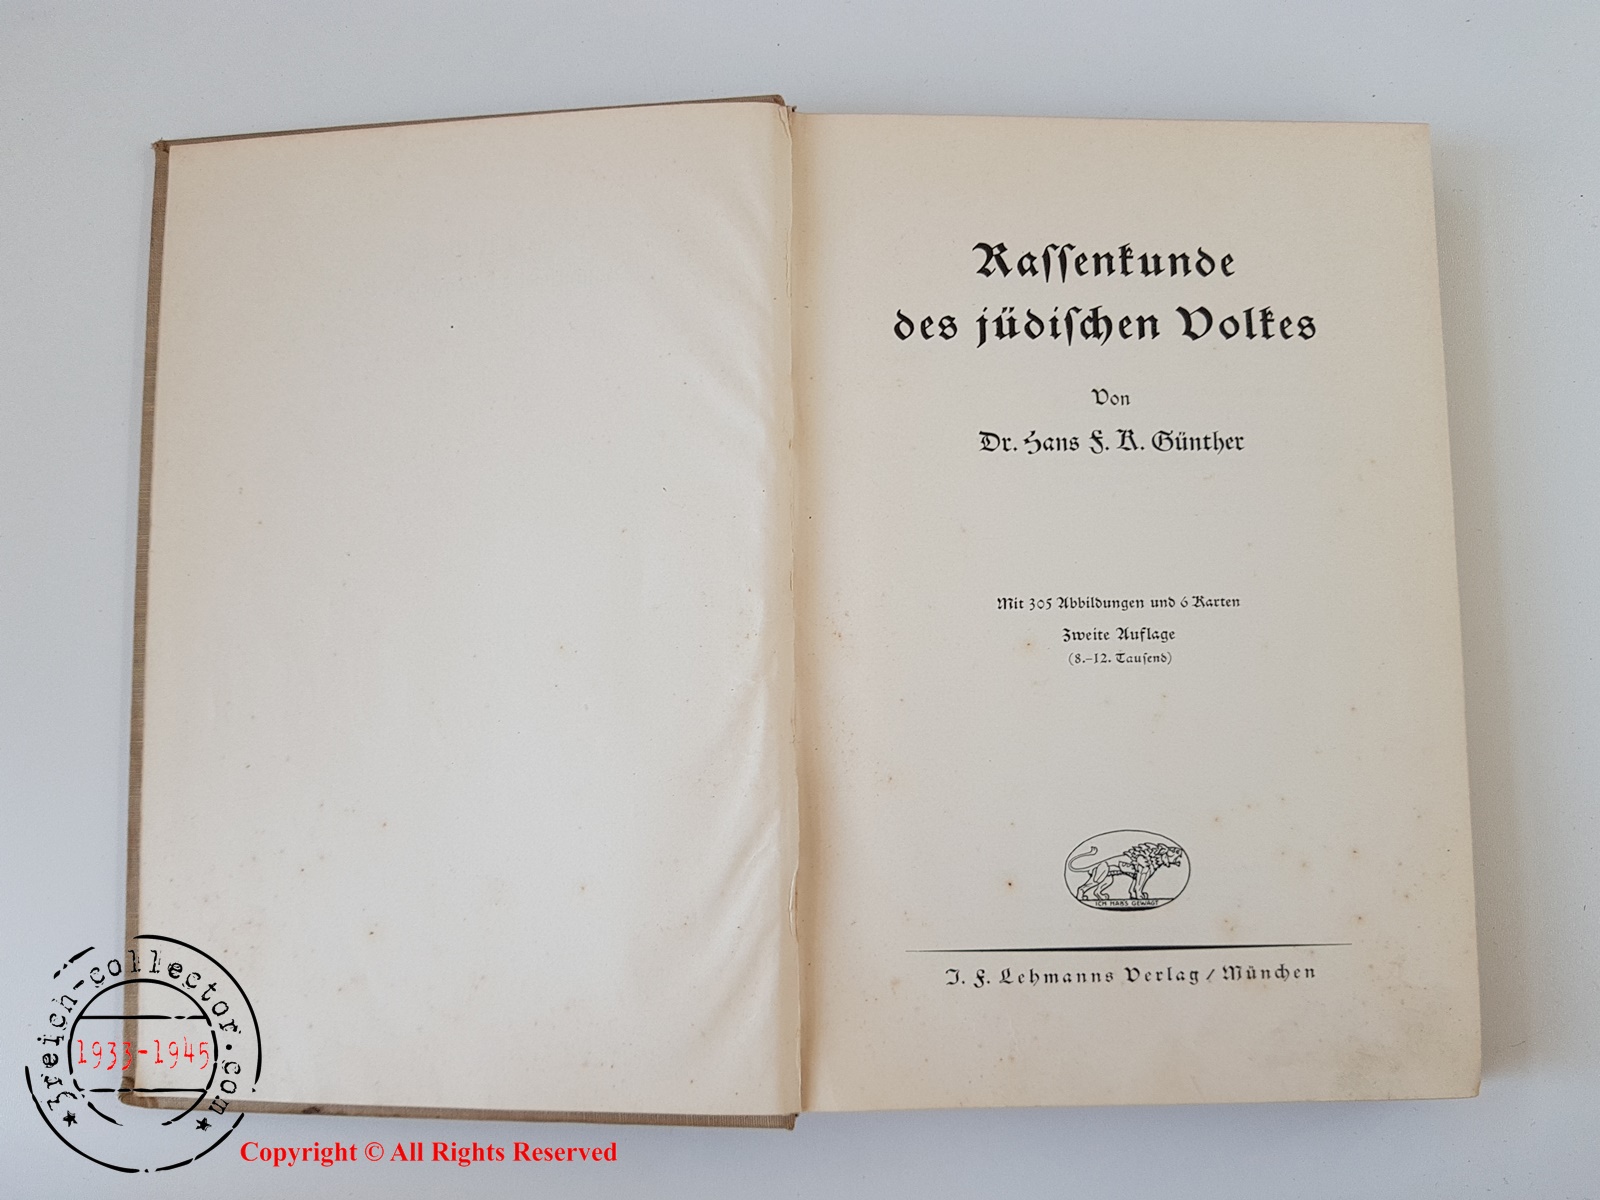 Rassenkunde
des jüdischen Volkes
Von
Dr. Hans F. K. Günther
Mit 305 Abbildungen und 6 Karten
Zweite Auflage
(8.–12. Tausend)
ICH HABS GEWAGT
J. F. Lehmanns Verlag / München
3reich-collector.com
1933-1945
Copyright © All Rights Reserved